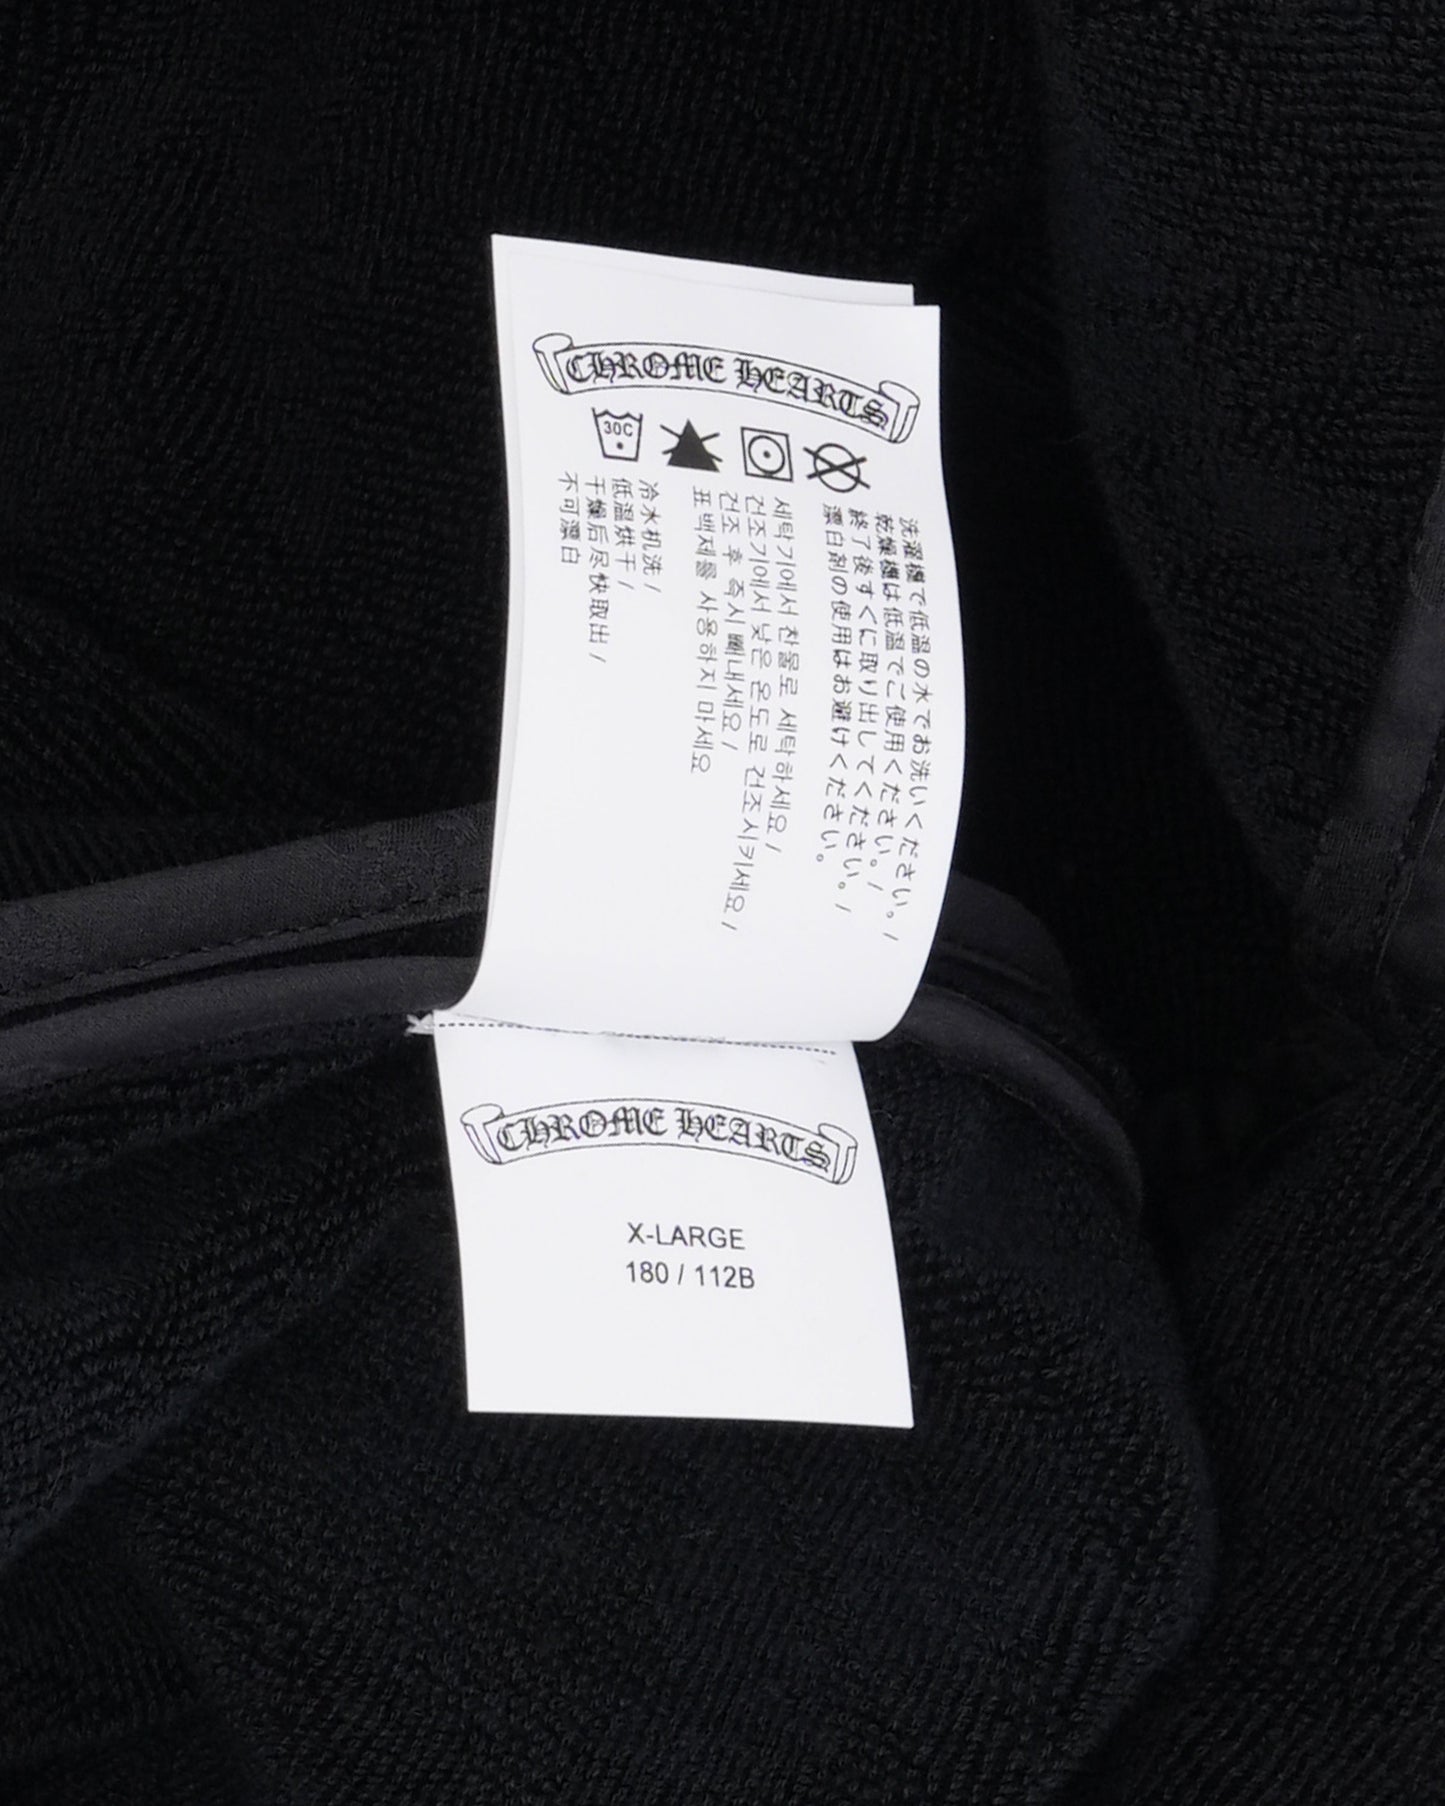 CHROME HEARTS
30C
洗濯機で低温の水でお洗いください。/
乾燥機は低温でご使用ください。/
終了後すぐに取り出してください。/
漂白剤の使用はお避けください。
세탁기에서 찬물로 세탁하세요 /
건조기에서 낮은 온도로 건조시키세요 /
건조 후 즉시 빼내세요 /
표백제를 사용하지 마세요
冷水机洗 /
低温烘干 /
干燥后尽快取出 /
不可漂白
CHROME HEARTS
X-LARGE
180 / 112B